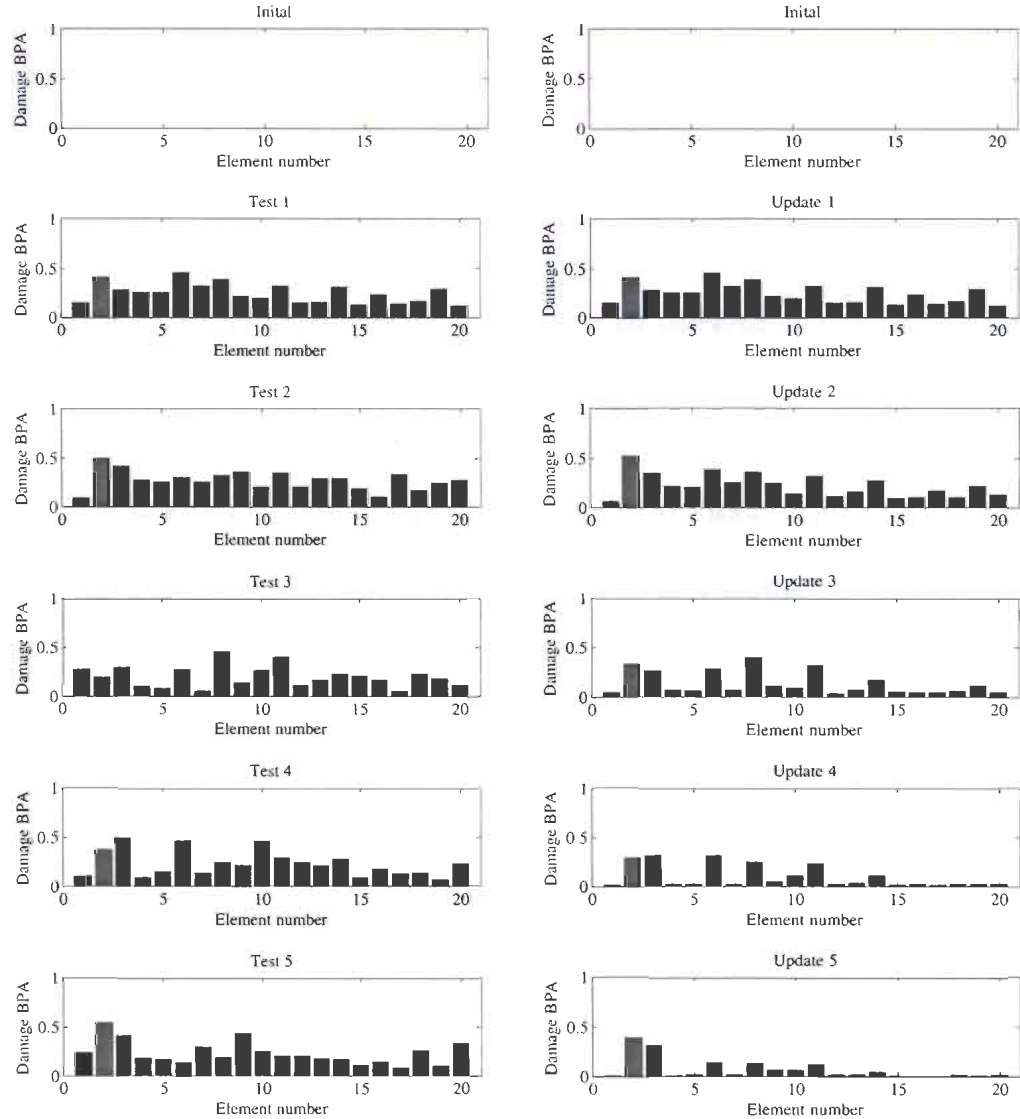 Inital
Damage BPA
1
0.5
0
0 5 10 15 20
Element number
Inital
Damage BPA
1
0.5
0
0 5 10 15 20
Element number
Test 1
Damage BPA
1
0.5
0
0 5 10 15 20
Element number
Update 1
Damage BPA
1
0.5
0
0 5 10 15 20
Element number
Test 2
Damage BPA
1
0.5
0
0 5 10 15 20
Element number
Update 2
Damage BPA
1
0.5
0
0 5 10 15 20
Element number
Test 3
Damage BPA
1
0.5
0
0 5 10 15 20
Element number
Update 3
Damage BPA
1
0.5
0
0 5 10 15 20
Element number
Test 4
Damage BPA
1
0.5
0
0 5 10 15 20
Element number
Update 4
Damage BPA
1
0.5
0
0 5 10 15 20
Element number
Test 5
Damage BPA
1
0.5
0
0 5 10 15 20
Element number
Update 5
Damage BPA
1
0.5
0
0 5 10 15 20
Element number